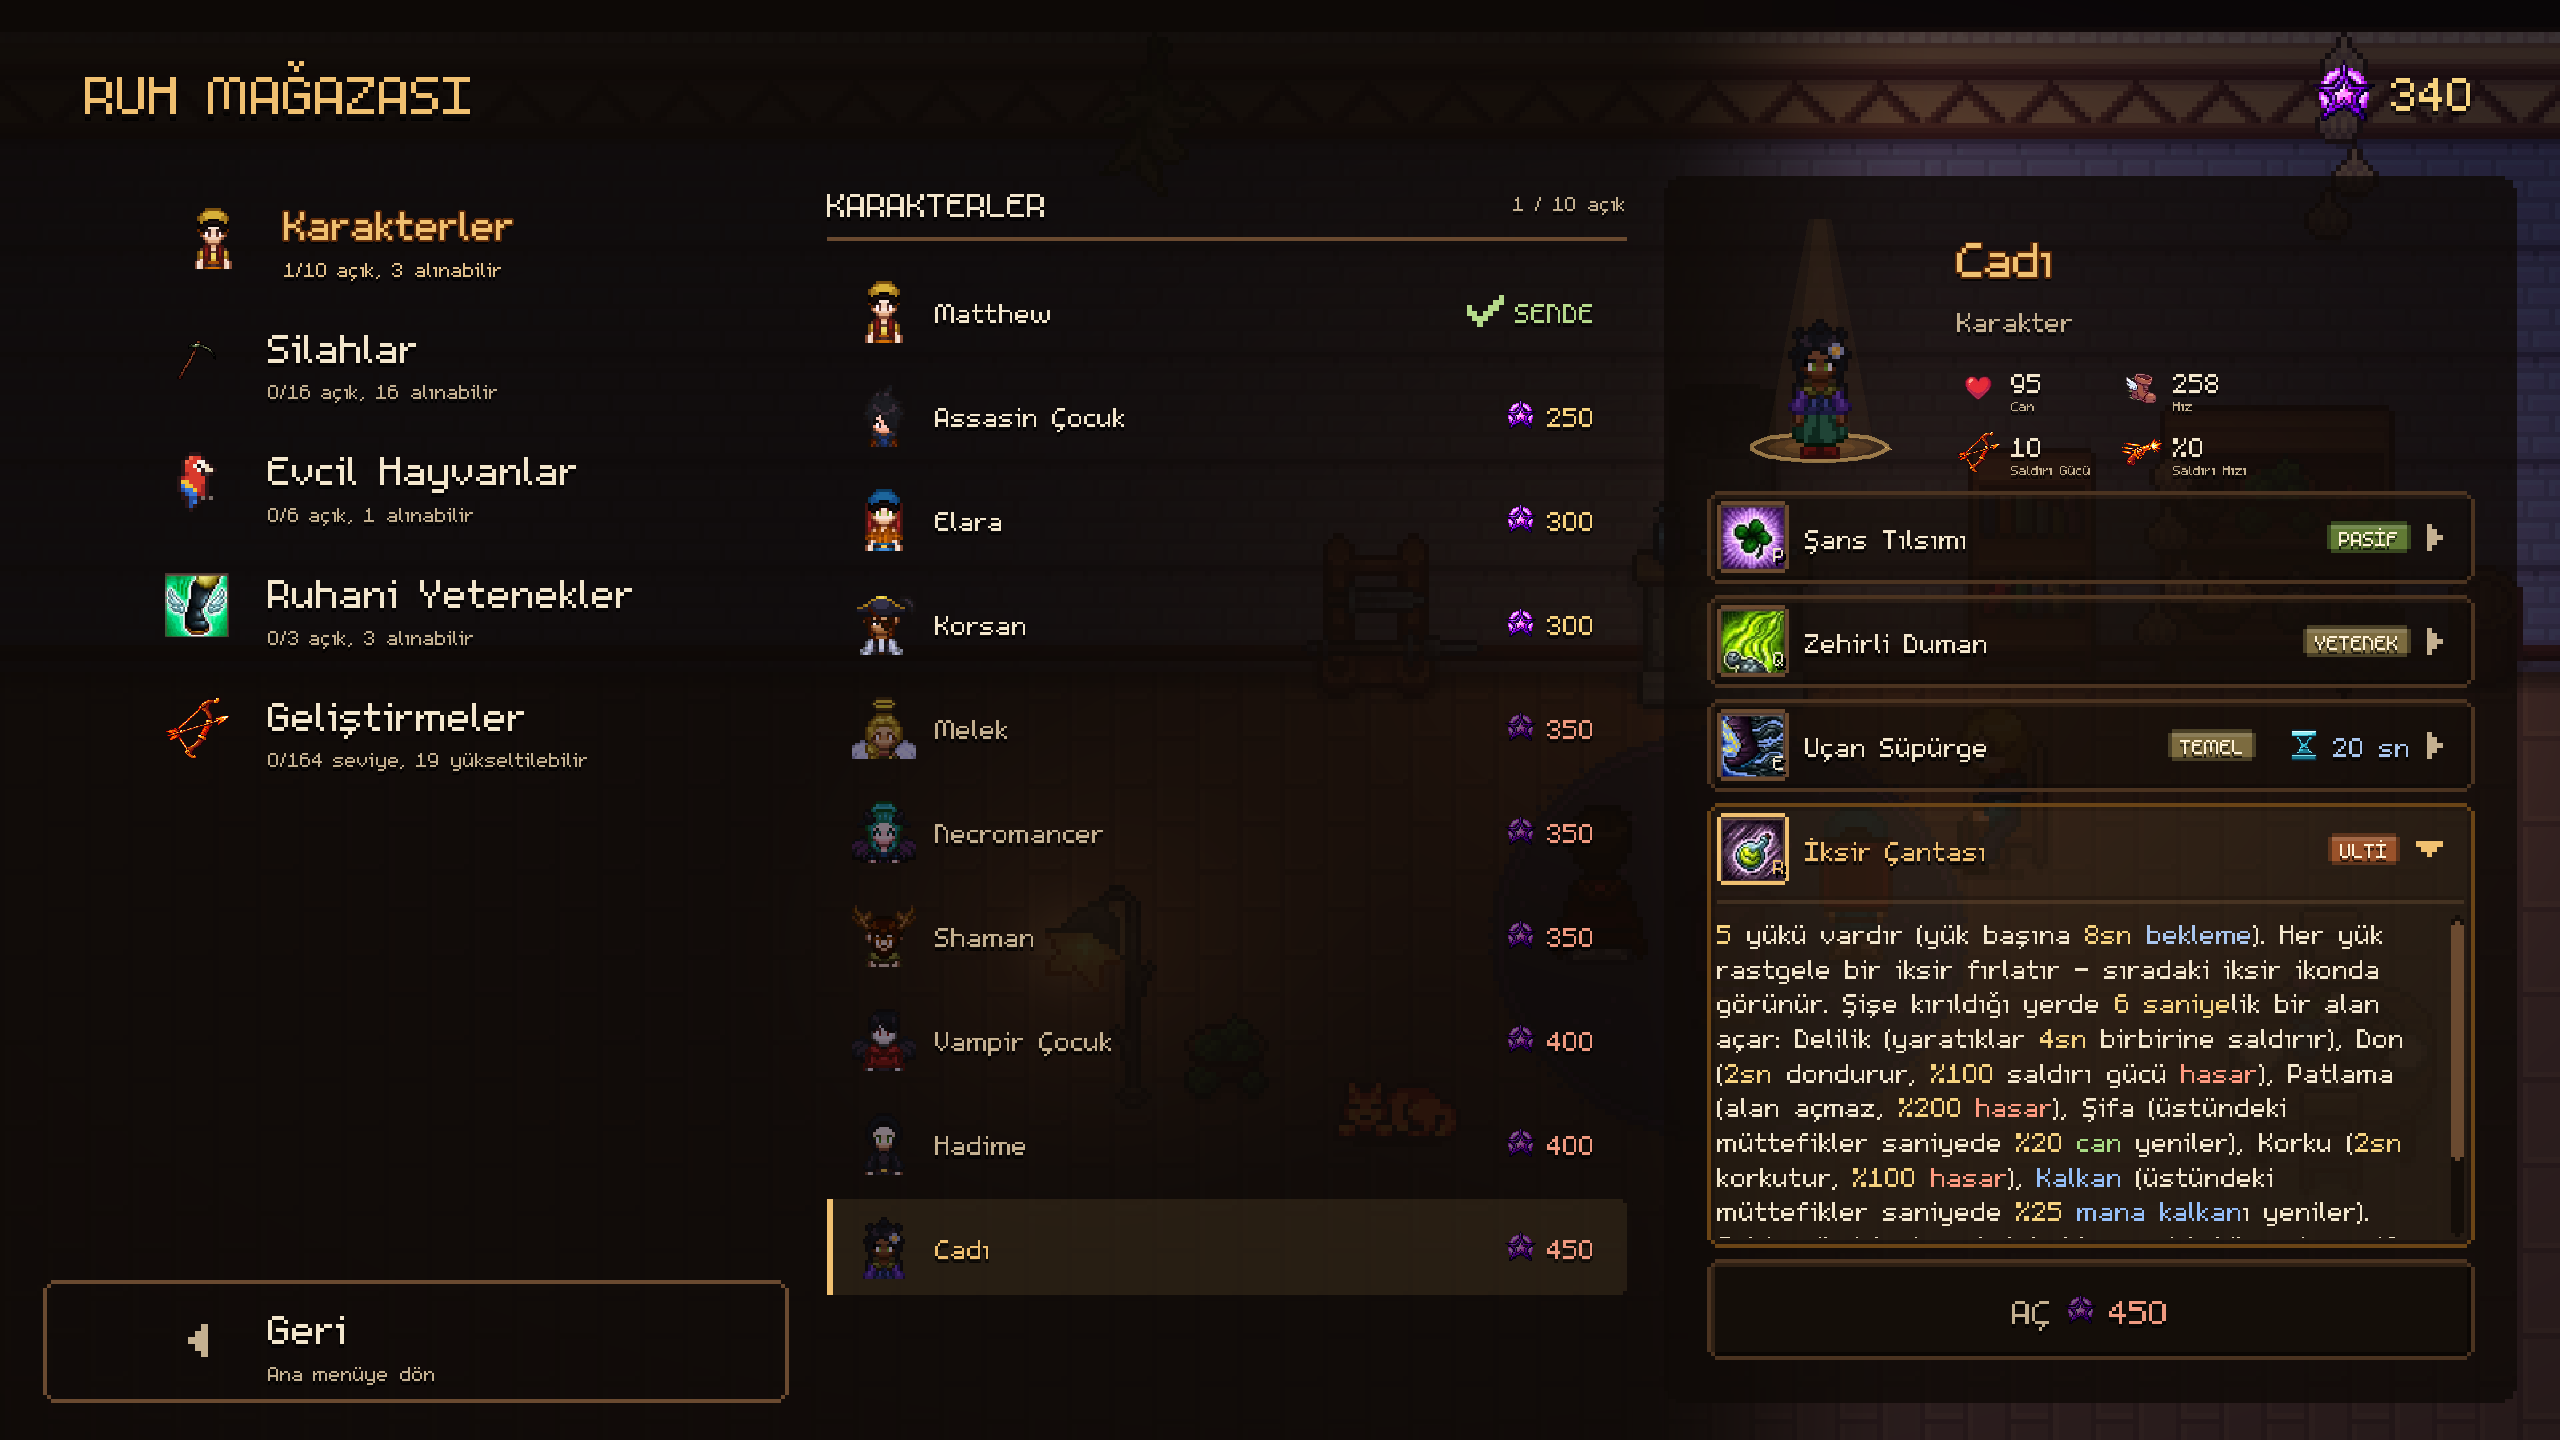 RUH MAĞAZASI
340
Karakterler
1/10 açık, 3 alınabilir
Silahlar
0/16 açık, 16 alınabilir
Evcil Hayvanlar
0/6 açık, 1 alınabilir
Ruhani Yetenekler
0/3 açık, 3 alınabilir
Geliştirmeler
0/164 seviye, 19 yükseltilebilir
Geri
Ana menüye dön
KARAKTERLER
1 / 10 açık
Matthew SENDE
Assasin Çocuk 250
Elara 300
Korsan 300
Melek 350
Necromancer 350
Shaman 350
Vampir Çocuk 400
Hadime 400
Cadı 450
Cadı
Karakter
95 258
Can Hız
10 %0
Saldırı Gücü Saldırı Hızı
P
Şans Tılsımı PASİF
Q
Zehirli Duman YETENEK
E
Uçan Süpürge TEMEL 20 sn
R
İksir Çantası ULTİ
5 yükü vardır (yük başına 8sn bekleme). Her yük
rastgele bir iksir fırlatır - sıradaki iksir ikonda
görünür. Şişe kırıldığı yerde 6 saniyelik bir alan
açar: Delilik (yaratıklar 4sn birbirine saldırır), Don
(2sn dondurur, %100 saldırı gücü hasar), Patlama
(alan açmaz, %200 hasar), Şifa (üstündeki
müttefikler saniyede %20 can yeniler), Korku (2sn
korkutur, %100 hasar), Kalkan (üstündeki
müttefikler saniyede %25 mana kalkanı yeniler).
AÇ 450